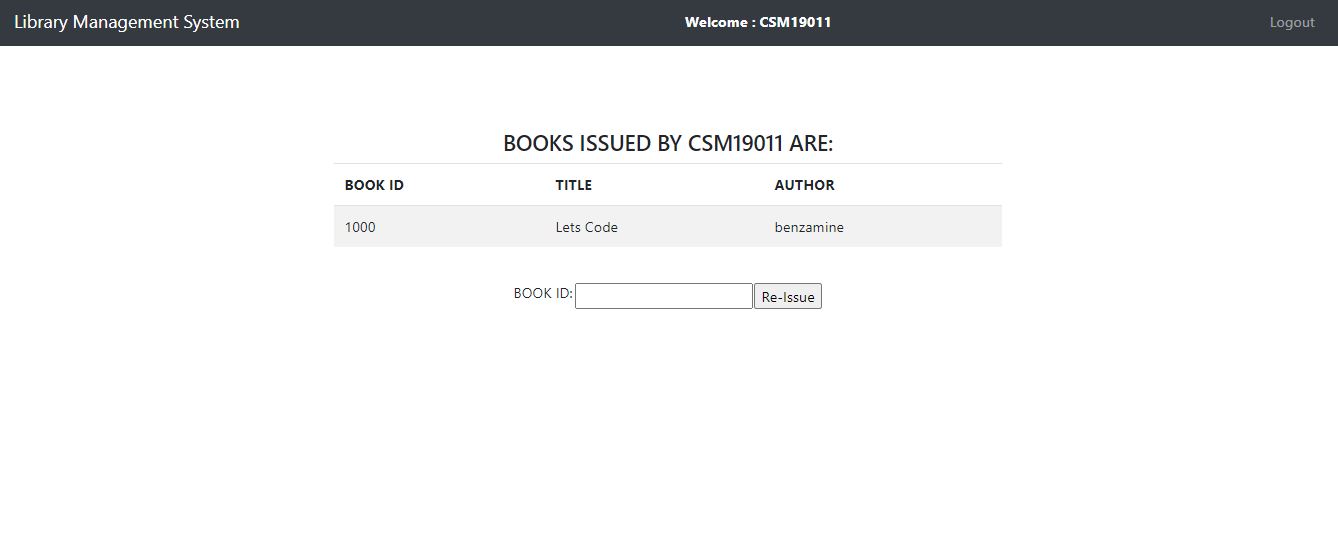 Library Management System Welcome : CSM19011 Logout
BOOKS ISSUED BY CSM19011 ARE:
BOOK ID TITLE AUTHOR
1000 Lets Code benzamine
BOOK ID: Re-Issue